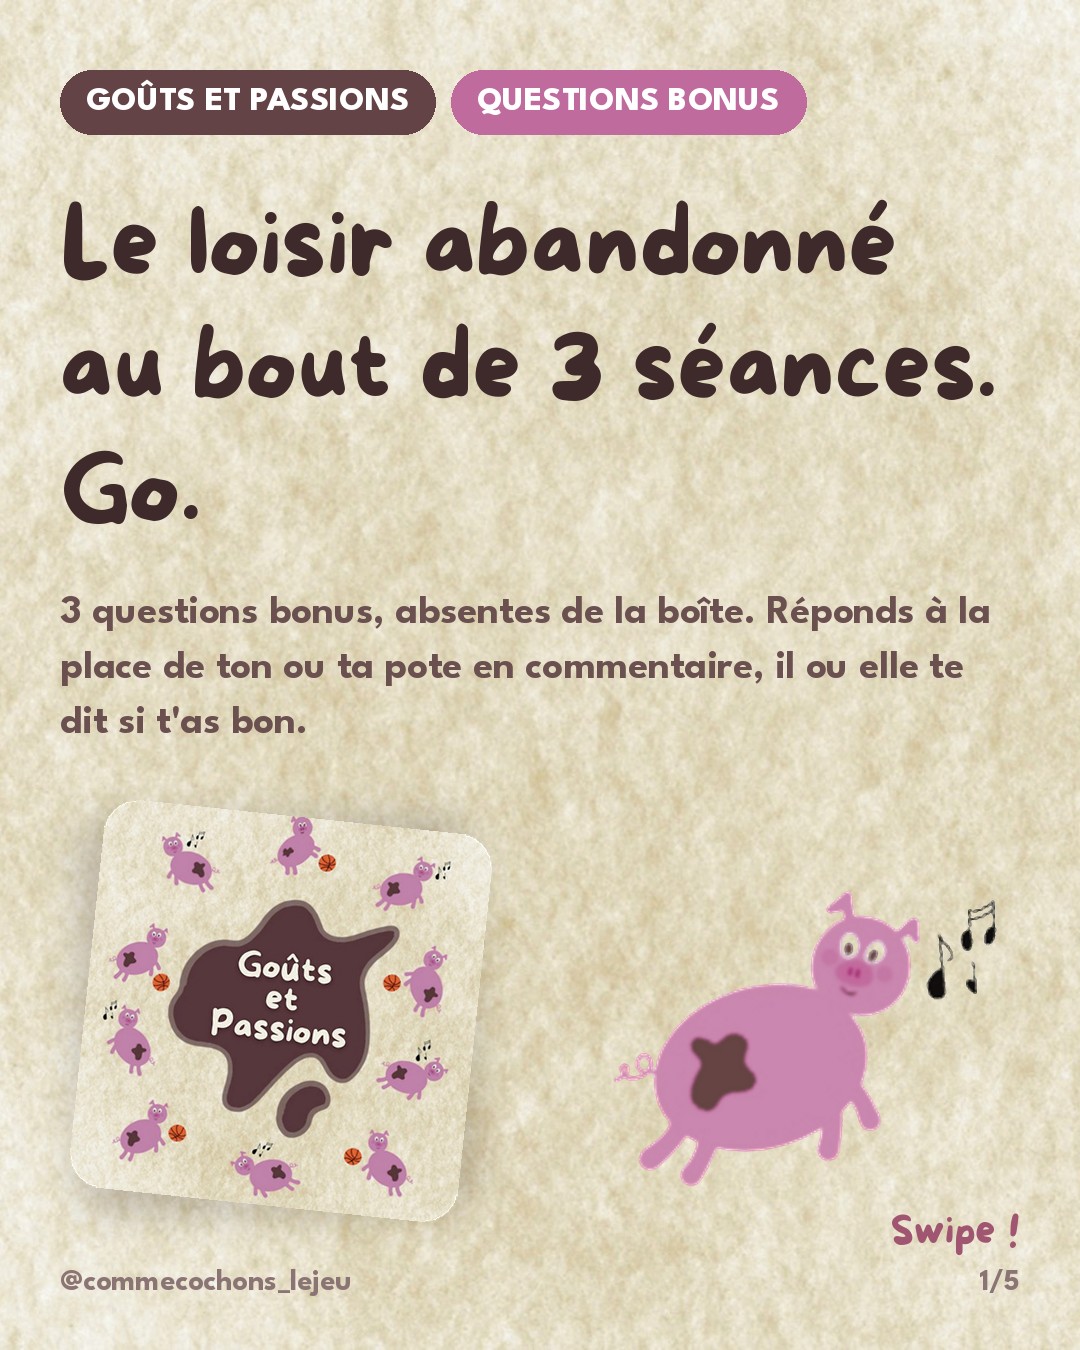 GOÛTS ET PASSIONS
QUESTIONS BONUS
Le loisir abandonné
au bout de 3 séances.
Go.
3 questions bonus, absentes de la boîte. Réponds à la
place de ton ou ta pote en commentaire, il ou elle te
dit si t'as bon.
Goûts
et
Passions
Swipe !
@commecochons_lejeu
1/5